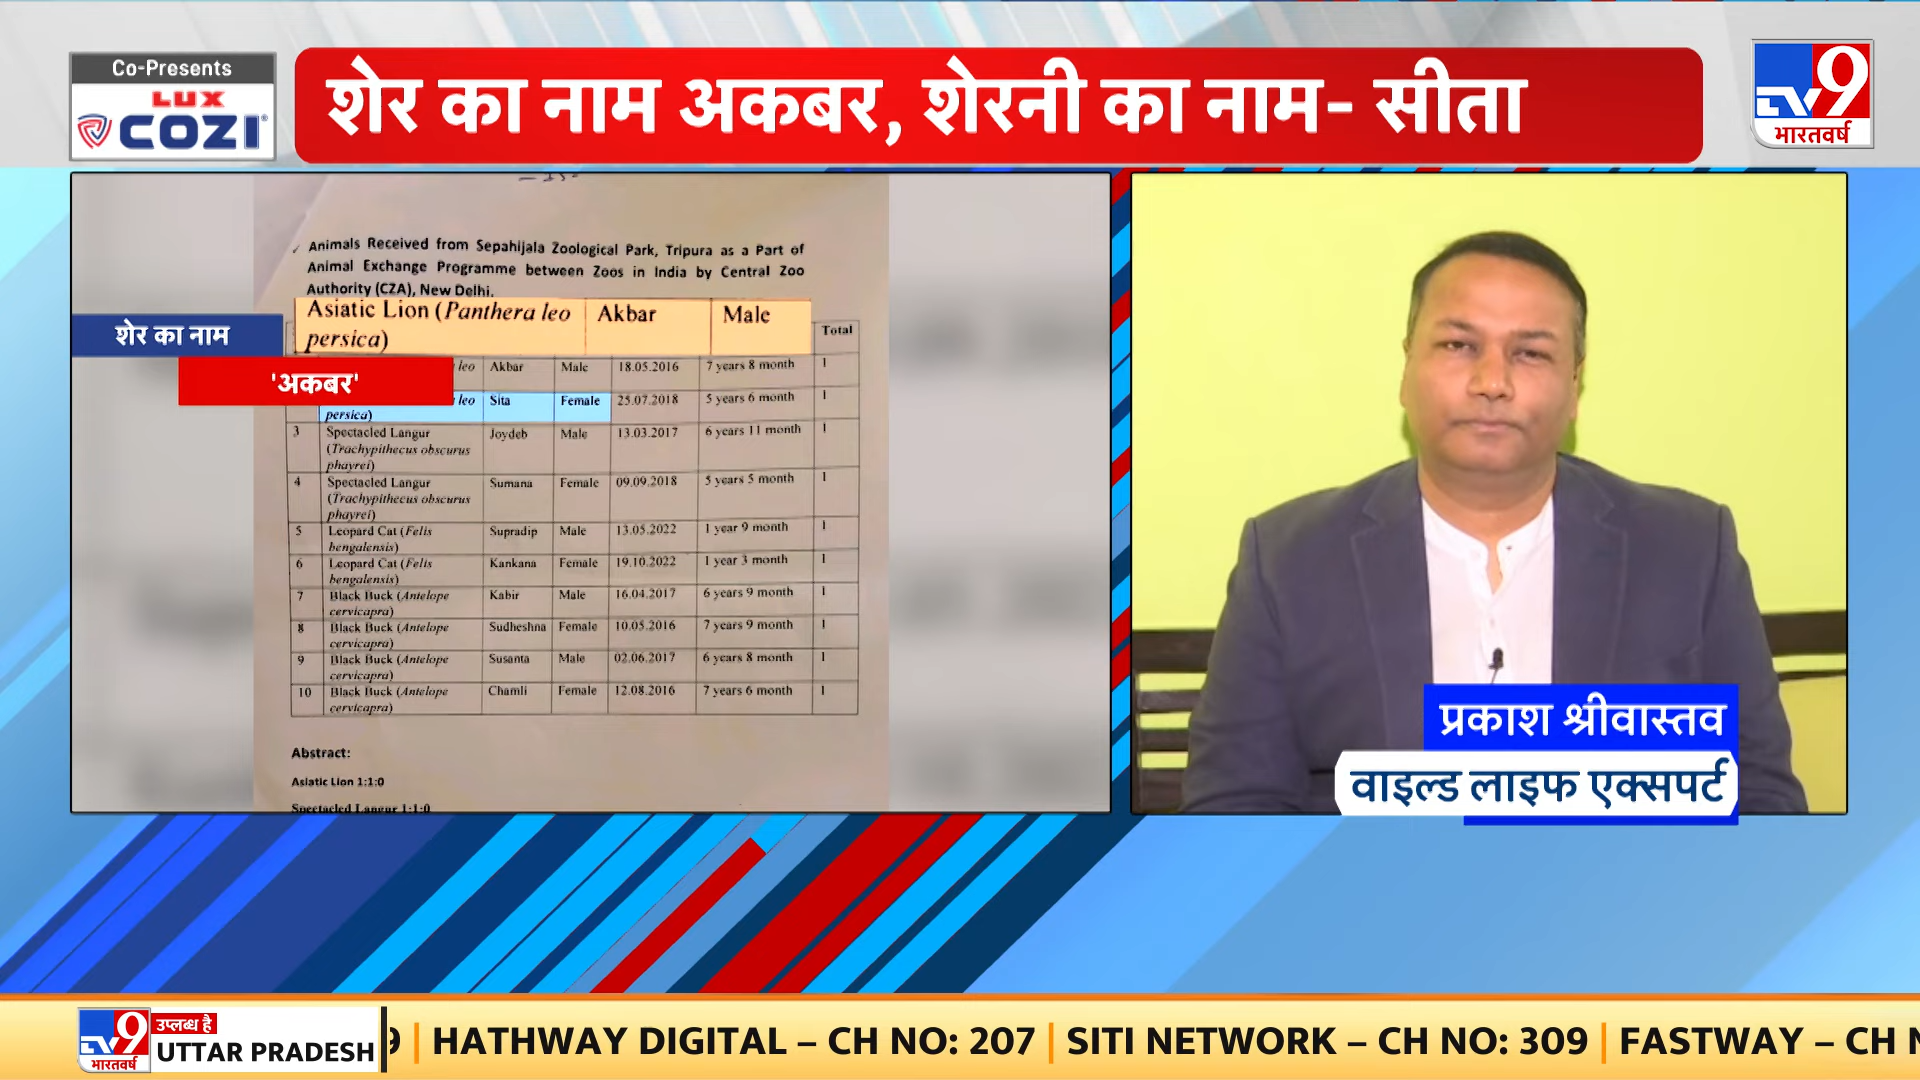 Co-Presents
LUX
COZI
शेर का नाम अकबर, शेरनी का नाम- सीता
TV9
भारतवर्ष
Animals Received from Sepahijala Zoological Park, Tripura as a Part of
Animal Exchange Programme between Zoos in India by Central Zoo
Authority (CZA), New Delhi.
Asiatic Lion (Panthera leo persica) Akbar Male
Total
शेर का नाम
'अकबर'
leo Akbar Male 18.05.2016 7 years 8 month 1
leo persica) Sita Female 25.07.2018 5 years 6 month 1
3 Spectacled Langur (Trachypithecus obscurus phayrei) Joydeb Male 13.03.2017 6 years 11 month 1
4 Spectacled Langur (Trachypithecus obscurus phayrei) Sumana Female 09.09.2018 5 years 5 month 1
5 Leopard Cat (Felis bengalensis) Supradip Male 13.05.2022 1 year 9 month 1
6 Leopard Cat (Felis bengalensis) Kankana Female 19.10.2022 1 year 3 month 1
7 Black Buck (Antelope cervicapra) Kabir Male 16.04.2017 6 years 9 month 1
8 Black Buck (Antelope cervicapra) Sudheshna Female 10.05.2016 7 years 9 month 1
9 Black Buck (Antelope cervicapra) Susanta Male 02.06.2017 6 years 8 month 1
10 Black Buck (Antelope cervicapra) Chamli Female 12.08.2016 7 years 6 month 1
Abstract:
Asiatic Lion 1:1:0
Spectacled Langur 1:1:0
प्रकाश श्रीवास्तव
वाइल्ड लाइफ एक्सपर्ट
TV9
भारतवर्ष
उप्लब्ध है
UTTAR PRADESH
9 | HATHWAY DIGITAL – CH NO: 207 | SITI NETWORK – CH NO: 309 | FASTWAY – CH N